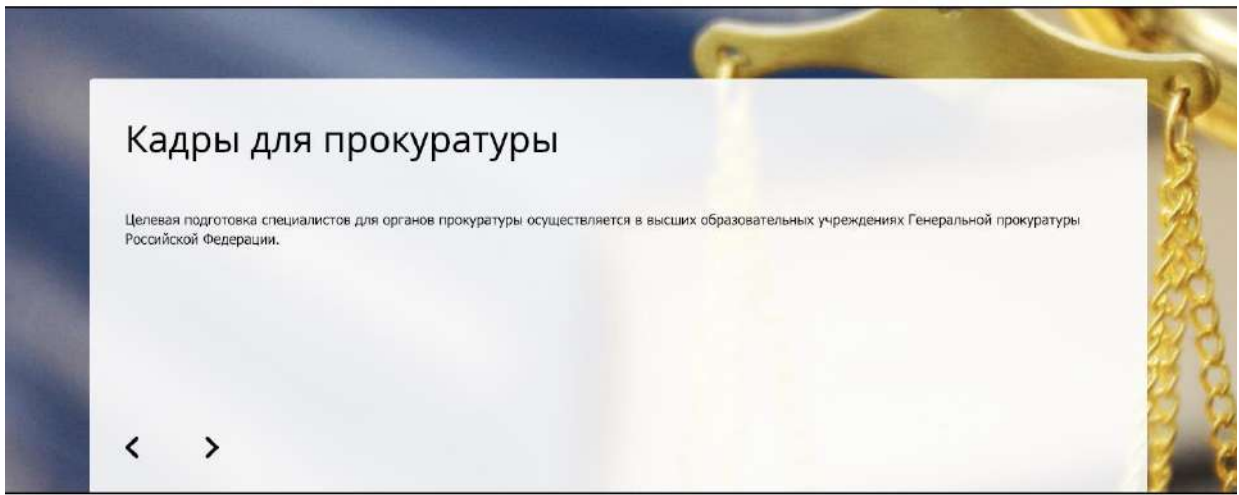 Кадры для прокуратуры
Целевая подготовка специалистов для органов прокуратуры осуществляется в высших образовательных учреждениях Генеральной прокуратуры
Российской Федерации.